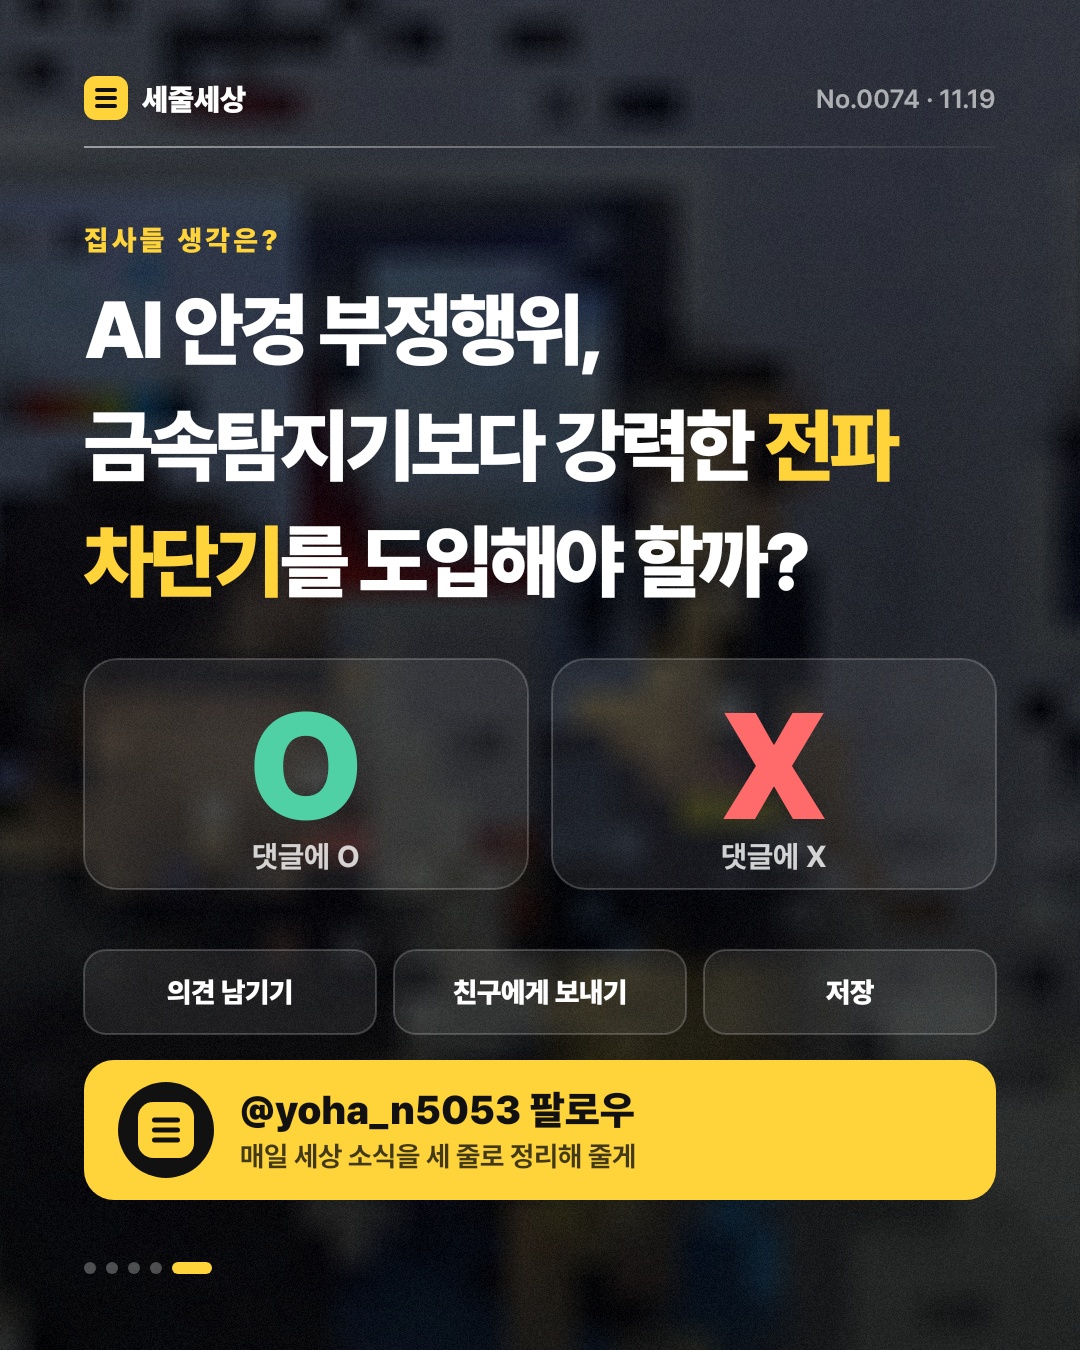 세줄세상
No.0074 · 11.19
집사들 생각은?
AI 안경 부정행위,
금속탐지기보다 강력한 전파
차단기를 도입해야 할까?
O
댓글에 O
X
댓글에 X
의견 남기기
친구에게 보내기
저장
@yoha_n5053 팔로우
매일 세상 소식을 세 줄로 정리해 줄게